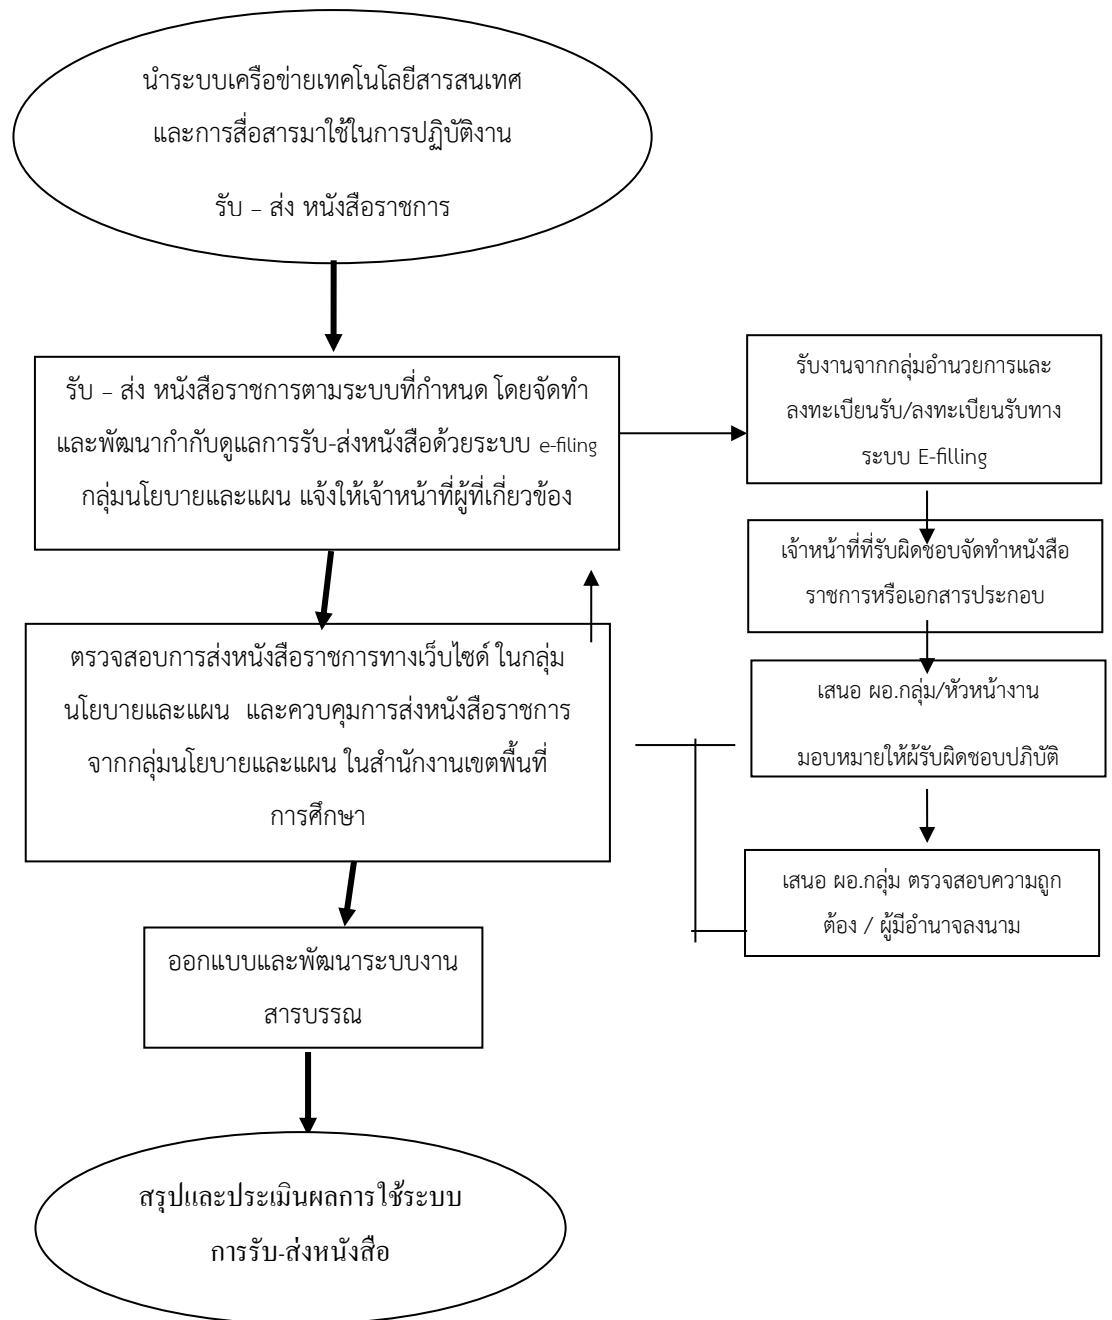 นำระบบเครือข่ายเทคโนโลยีสารสนเทศ
และการสื่อสารมาใช้ในการปฏิบัติงาน
รับ – ส่ง หนังสือราชการ
รับ – ส่ง หนังสือราชการตามระบบที่กำหนด โดยจัดทำ
และพัฒนากำกับดูแลการรับ-ส่งหนังสือด้วยระบบ e-filing
กลุ่มนโยบายและแผน แจ้งให้เจ้าหน้าที่ผู้ที่เกี่ยวข้อง
ตรวจสอบการส่งหนังสือราชการทางเว็บไซด์ ในกลุ่ม
นโยบายและแผน และควบคุมการส่งหนังสือราชการ
จากกลุ่มนโยบายและแผน ในสำนักงานเขตพื้นที่
การศึกษา
ออกแบบและพัฒนาระบบงาน
สารบรรณ
สรุปและประเมินผลการใช้ระบบ
การรับ-ส่งหนังสือ
รับงานจากกลุ่มอำนวยการและ
ลงทะเบียนรับ/ลงทะเบียนรับทาง
ระบบ E-filling
เจ้าหน้าที่ที่รับผิดชอบจัดทำหนังสือ
ราชการหรือเอกสารประกอบ
เสนอ ผอ.กลุ่ม/หัวหน้างาน
มอบหมายให้ผู้รับผิดชอบปฏิบัติ
เสนอ ผอ.กลุ่ม ตรวจสอบความถูก
ต้อง / ผู้มีอำนาจลงนาม